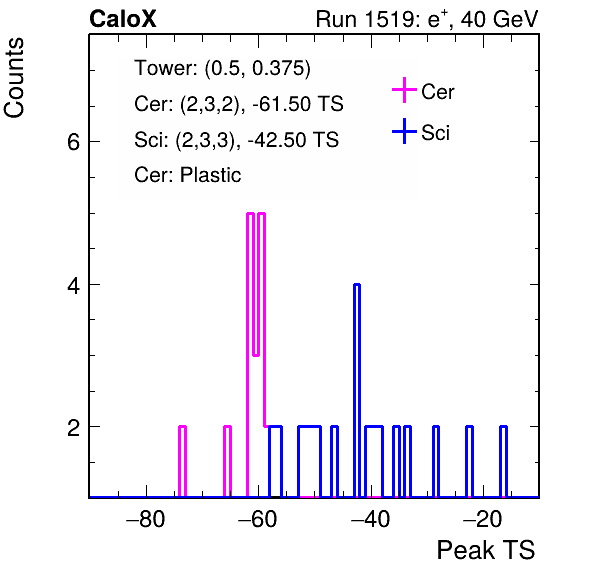 CaloX Run 1519: e⁺, 40 GeV
Counts
Tower: (0.5, 0.375)
Cer: (2,3,2), -61.50 TS
Sci: (2,3,3), -42.50 TS
Cer: Plastic
Cer
Sci
6
4
2
−80 −60 −40 −20
Peak TS